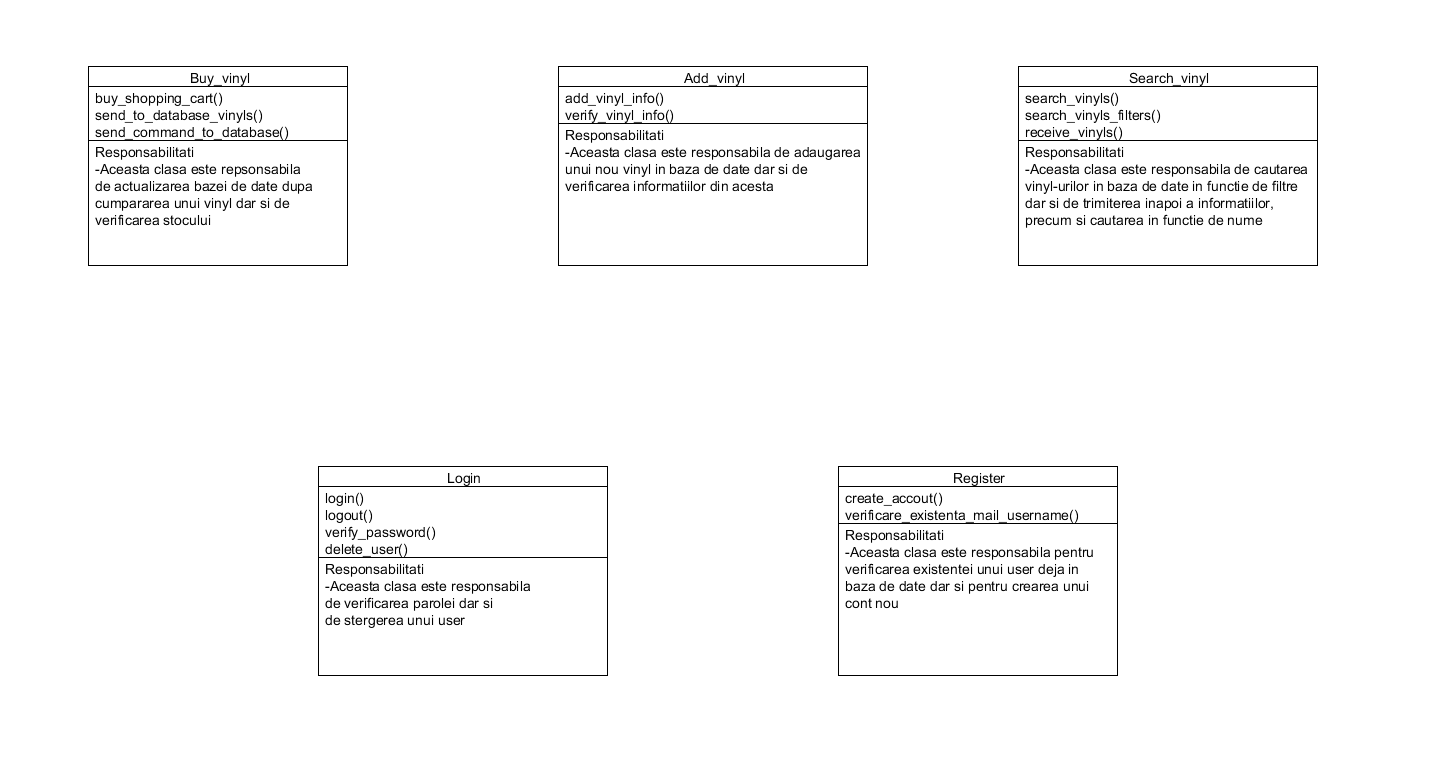 Buy_vinyl
buy_shopping_cart()
send_to_database_vinyls()
send_command_to_database()
Responsabilitati
-Aceasta clasa este repsonsabila
de actualizarea bazei de date dupa
cumpararea unui vinyl dar si de
verificarea stocului
Add_vinyl
add_vinyl_info()
verify_vinyl_info()
Responsabilitati
-Aceasta clasa este responsabila de adaugarea
unui nou vinyl in baza de date dar si de
verificarea informatiilor din acesta
Search_vinyl
search_vinyls()
search_vinyls_filters()
receive_vinyls()
Responsabilitati
-Aceasta clasa este responsabila de cautarea
vinyl-urilor in baza de date in functie de filtre
dar si de trimiterea inapoi a informatiilor,
precum si cautarea in functie de nume
Login
login()
logout()
verify_password()
delete_user()
Responsabilitati
-Aceasta clasa este responsabila
de verificarea parolei dar si
de stergerea unui user
Register
create_accout()
verificare_existenta_mail_username()
Responsabilitati
-Aceasta clasa este responsabila pentru
verificarea existentei unui user deja in
baza de date dar si pentru crearea unui
cont nou